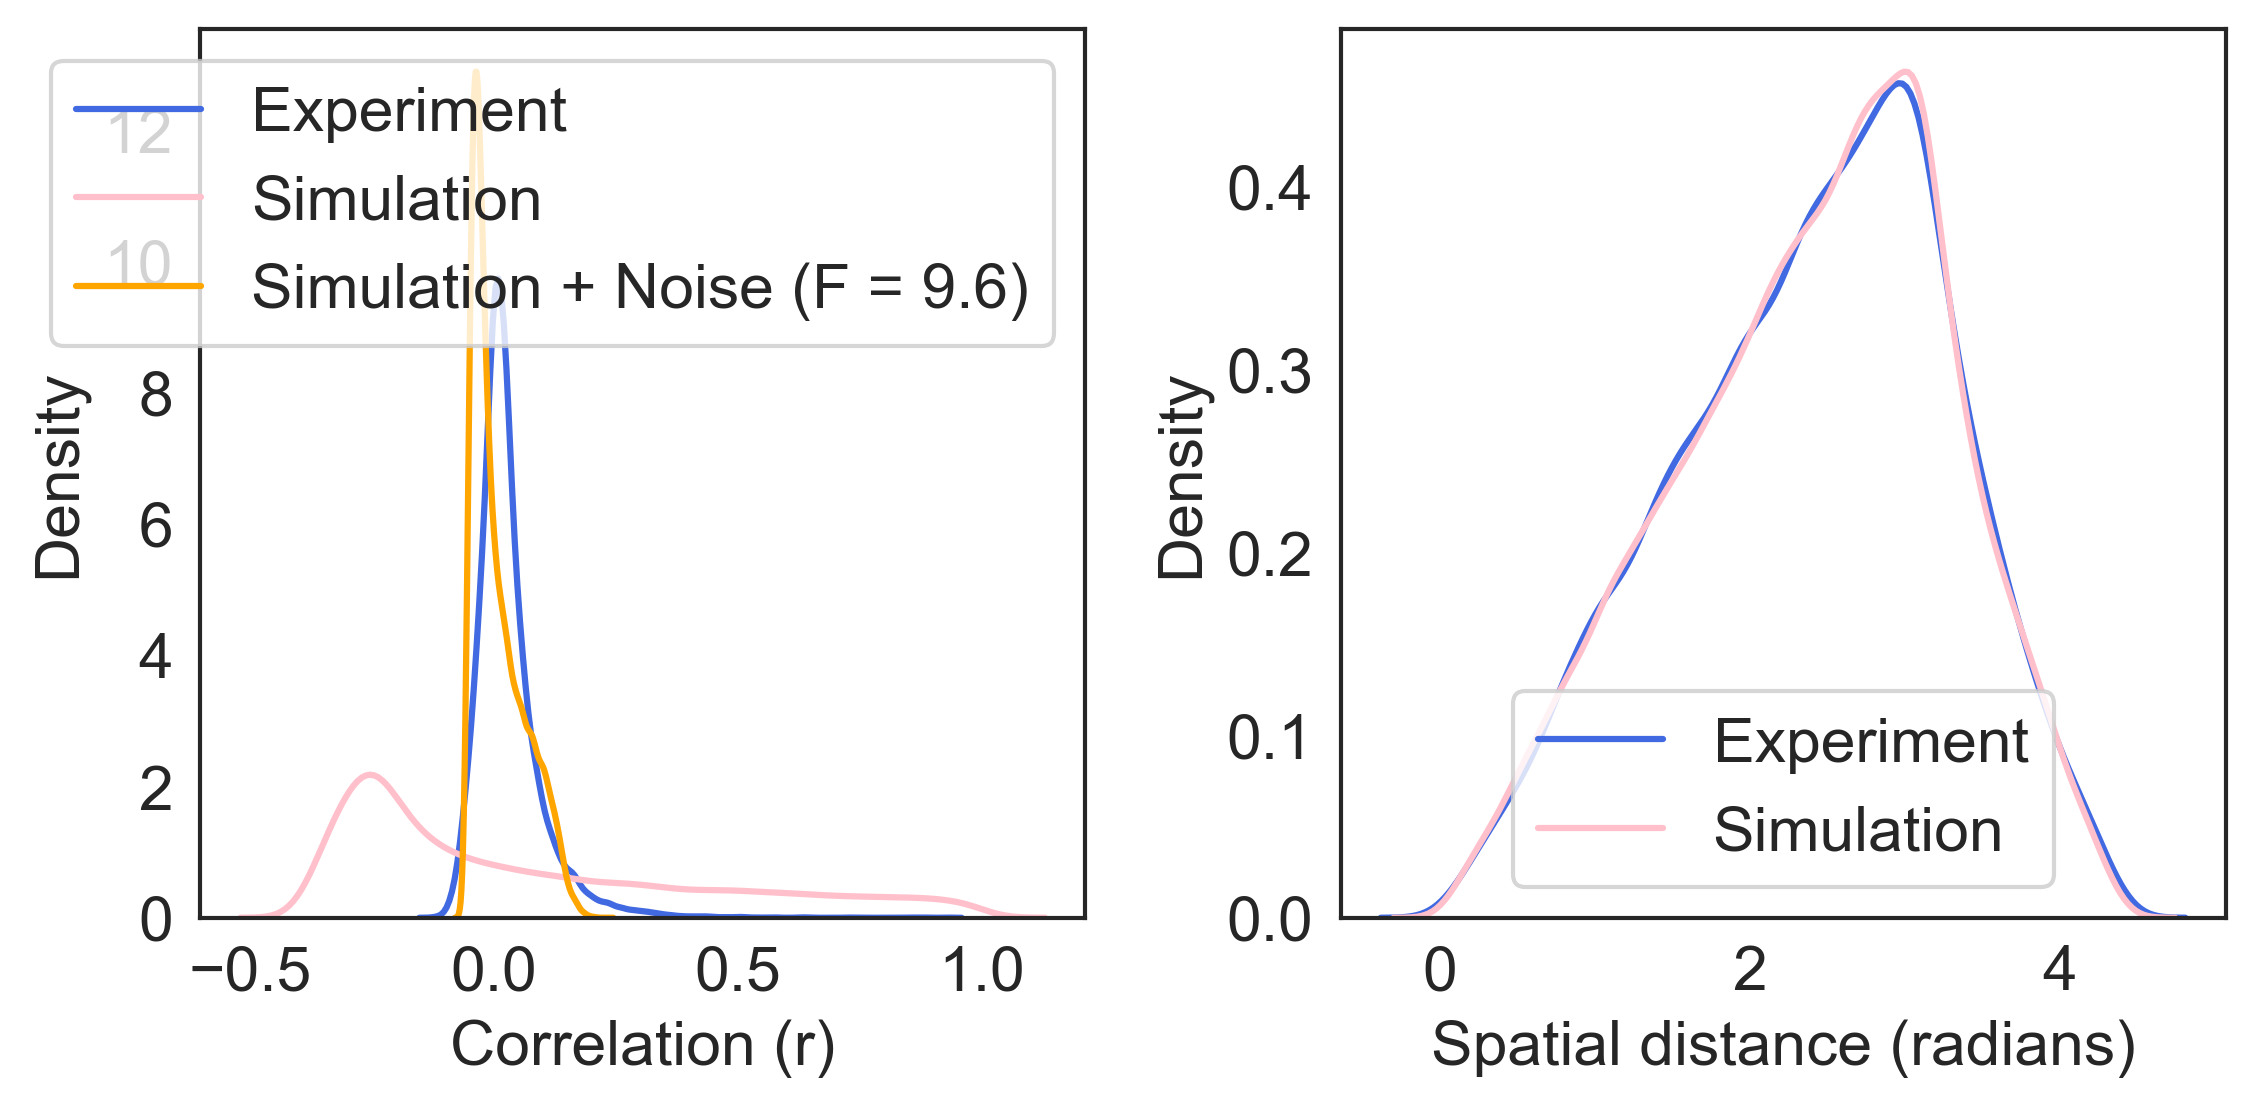 Experiment
Simulation
Simulation + Noise (F = 9.6)
12
10
8
6
4
2
0
Density
−0.5 0.0 0.5 1.0
Correlation (r)
0.4
0.3
0.2
0.1
0.0
Density
Experiment
Simulation
0 2 4
Spatial distance (radians)